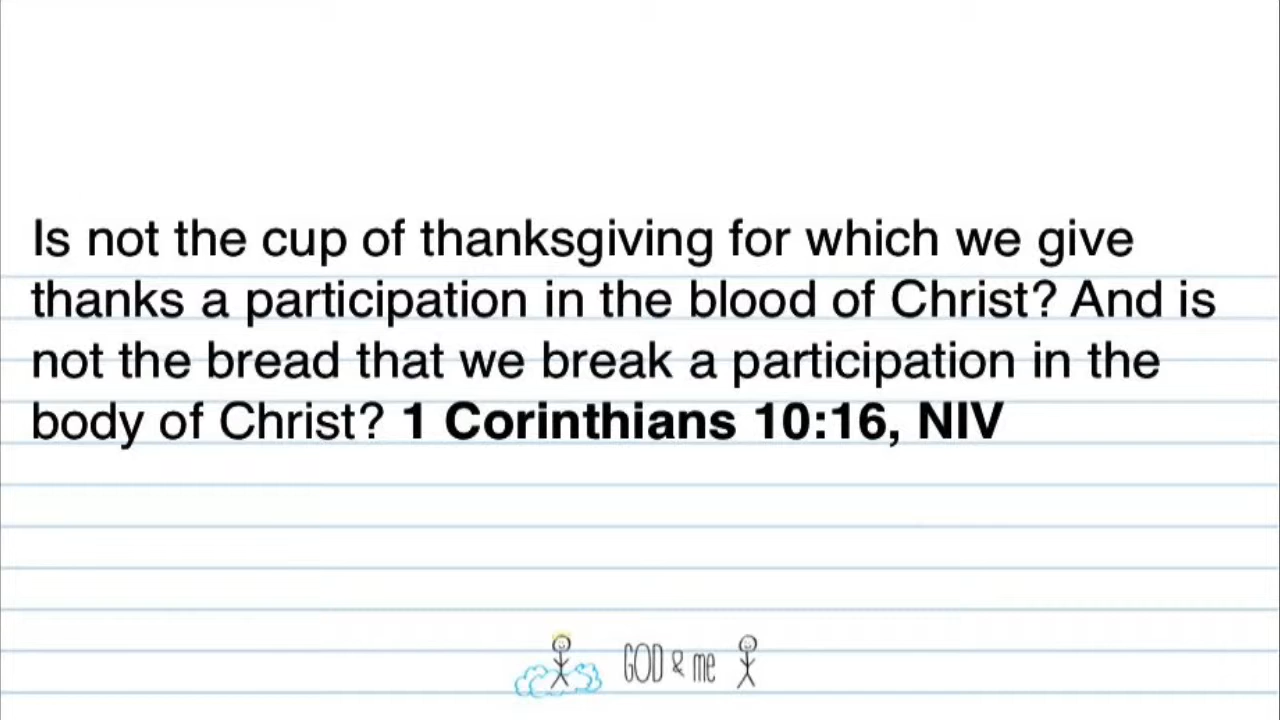 Is not the cup of thanksgiving for which we give
thanks a participation in the blood of Christ? And is
not the bread that we break a participation in the
body of Christ? 1 Corinthians 10:16, NIV
GOD & me